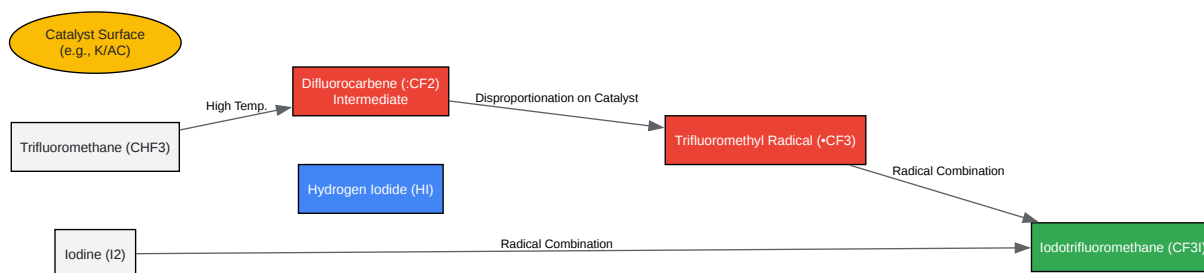 Catalyst Surface
(e.g., K/AC)
Difluorocarbene (:CF2)
Intermediate
High Temp.
Disproportionation on Catalyst
Trifluoromethane (CHF3)
Trifluoromethyl Radical (•CF3)
Radical Combination
Hydrogen Iodide (HI)
Iodine (I2)
Radical Combination
Iodotrifluoromethane (CF3I)